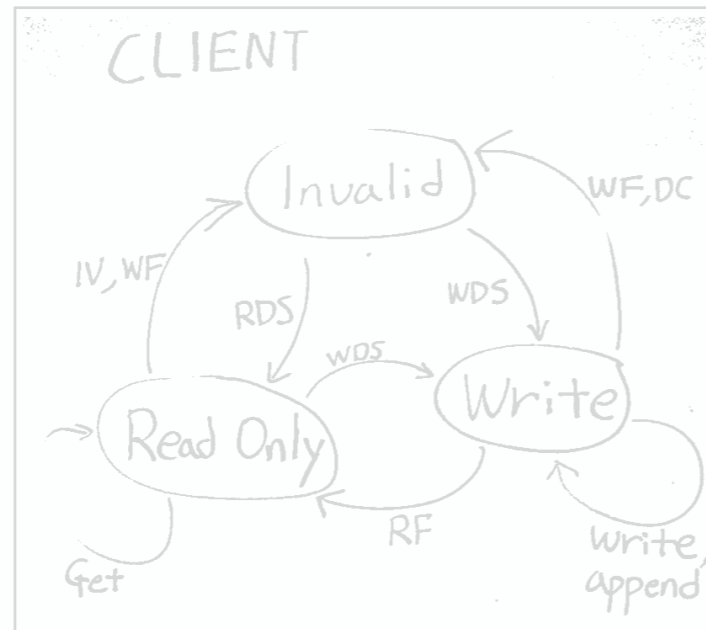 CLIENT
Invalid
WF,DC
IV,WF
RDS
WDS
WDS
Write
Read Only
RF
Get
Write,
append